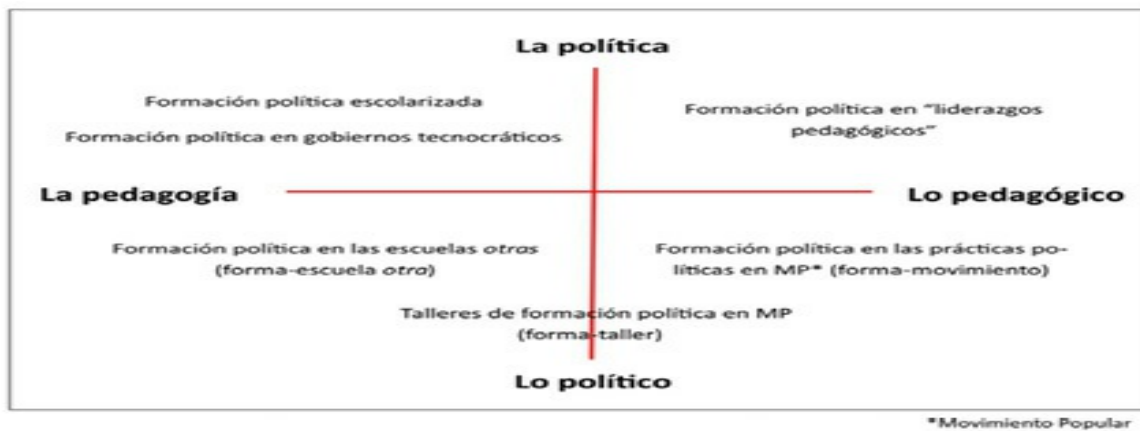 La política
Formación política escolarizada
Formación política en gobiernos tecnocráticos
Formación política en “liderazgos
pedagógicos”
La pedagogía
Lo pedagógico
Formación política en las escuelas otras
(forma-escuela otra)
Formación política en las prácticas po-
líticas en MP* (forma-movimiento)
Talleres de formación política en MP
(forma-taller)
Lo político
*Movimiento Popular